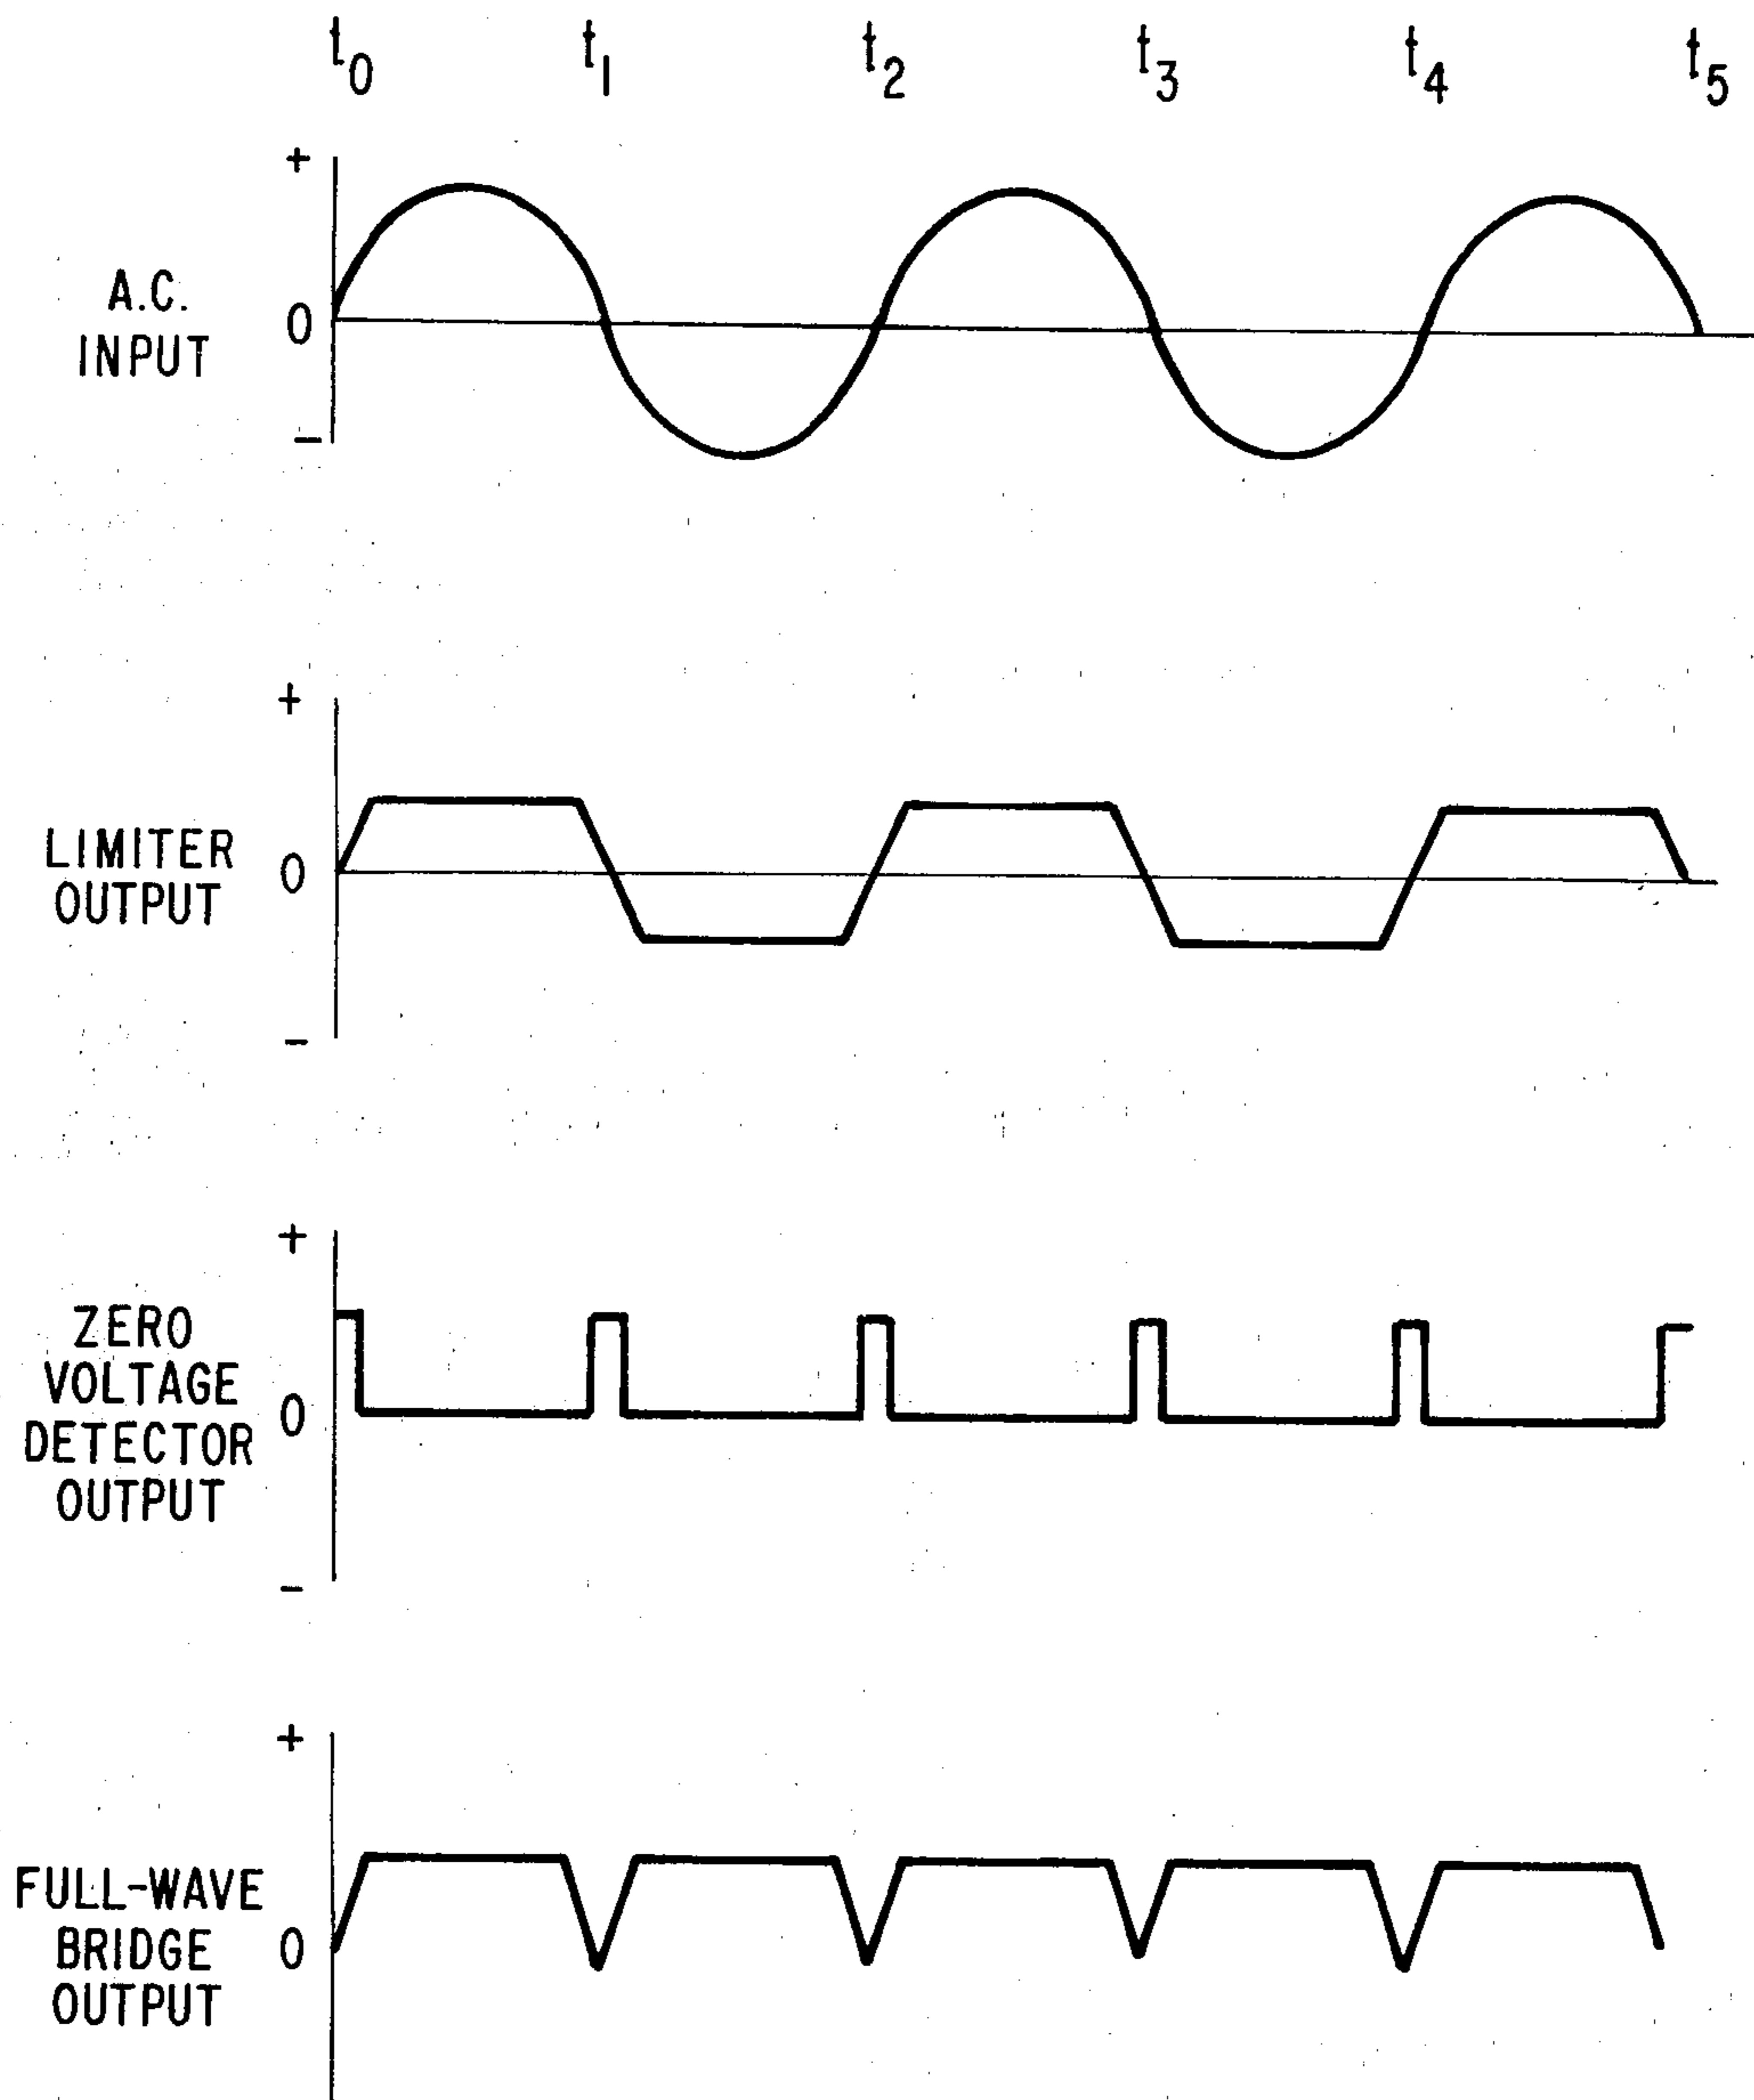 t0 t1 t2 t3 t4 t5
+
A.C.
INPUT
0
−
+
LIMITER
OUTPUT
0
−
+
ZERO
VOLTAGE
DETECTOR
OUTPUT
0
−
+
FULL-WAVE
BRIDGE
OUTPUT
0